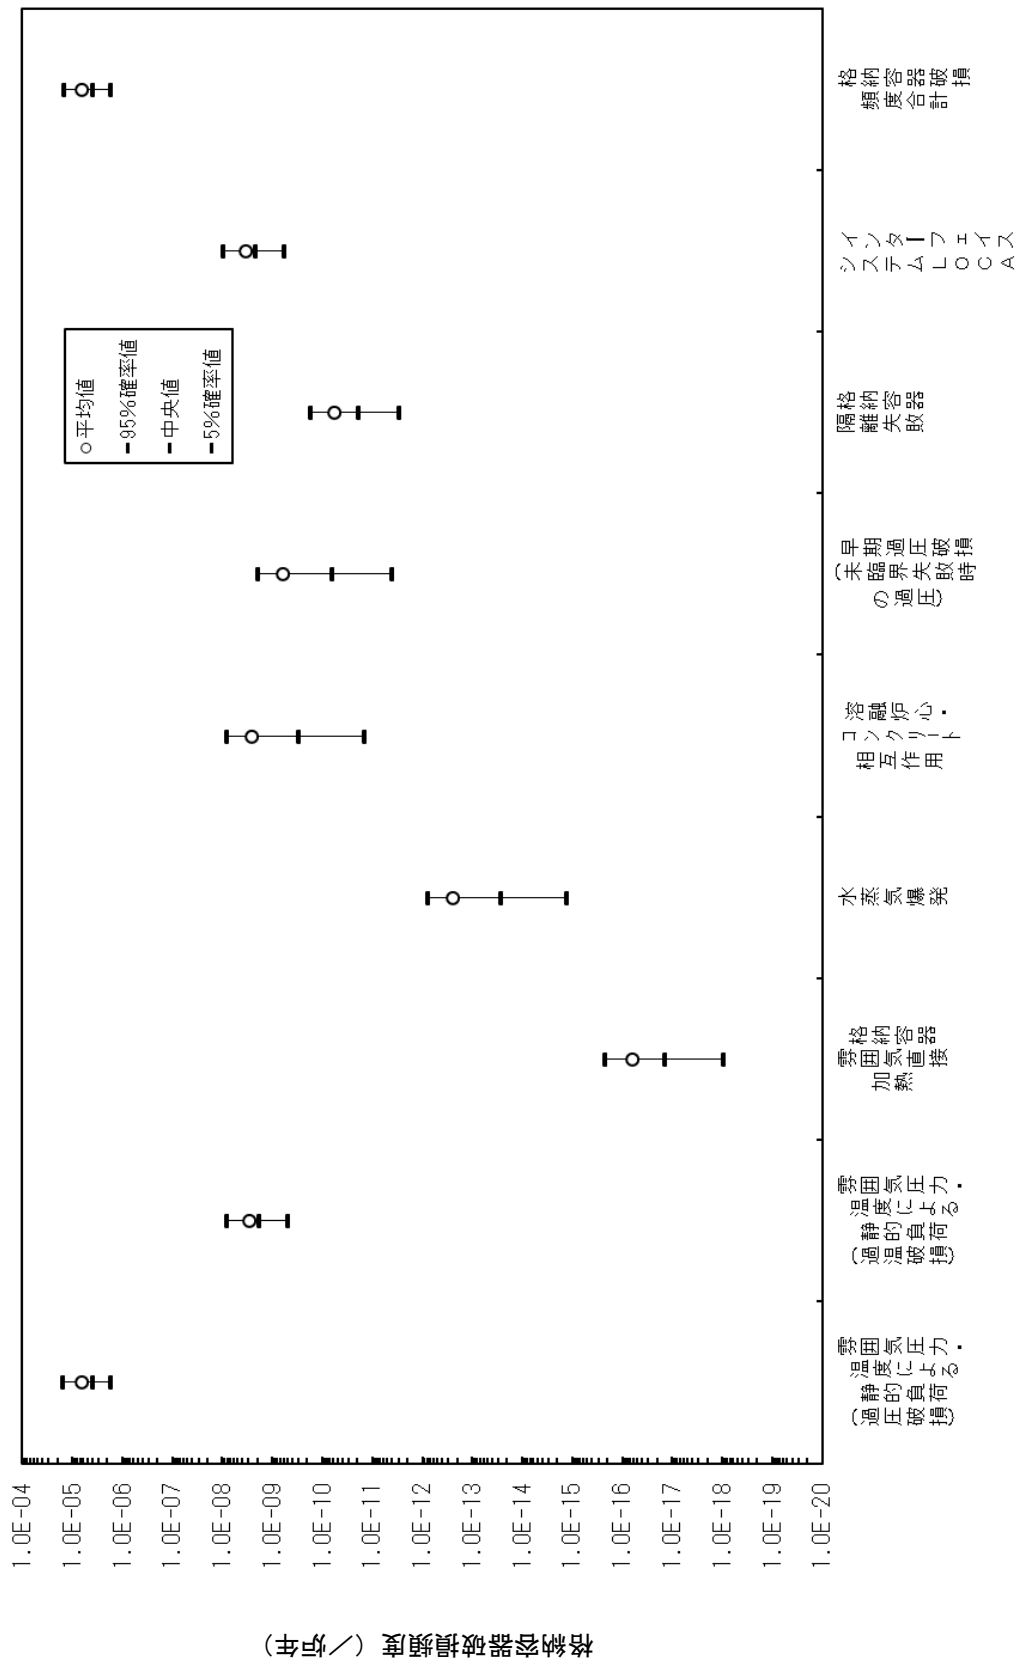 格納容器破損頻度（／炉年）
1.0E-04
1.0E-05
1.0E-06
1.0E-07
1.0E-08
1.0E-09
1.0E-10
1.0E-11
1.0E-12
1.0E-13
1.0E-14
1.0E-15
1.0E-16
1.0E-17
1.0E-18
1.0E-19
1.0E-20
平均値
95%確率値
中央値
5%確率値
雰囲気圧力・
温度による
静的負荷
(過圧破損)
雰囲気圧力・
温度による
静的負荷
(過温破損)
格納容器
雰囲気直接
加熱
水蒸気爆発
溶融炉心・
コンクリート
相互作用
早期過圧破損
(未臨界失敗時
の過圧)
格納容器
隔離失敗
インターフェイス
システムＬＯＣＡ
格納容器破損
頻度合計